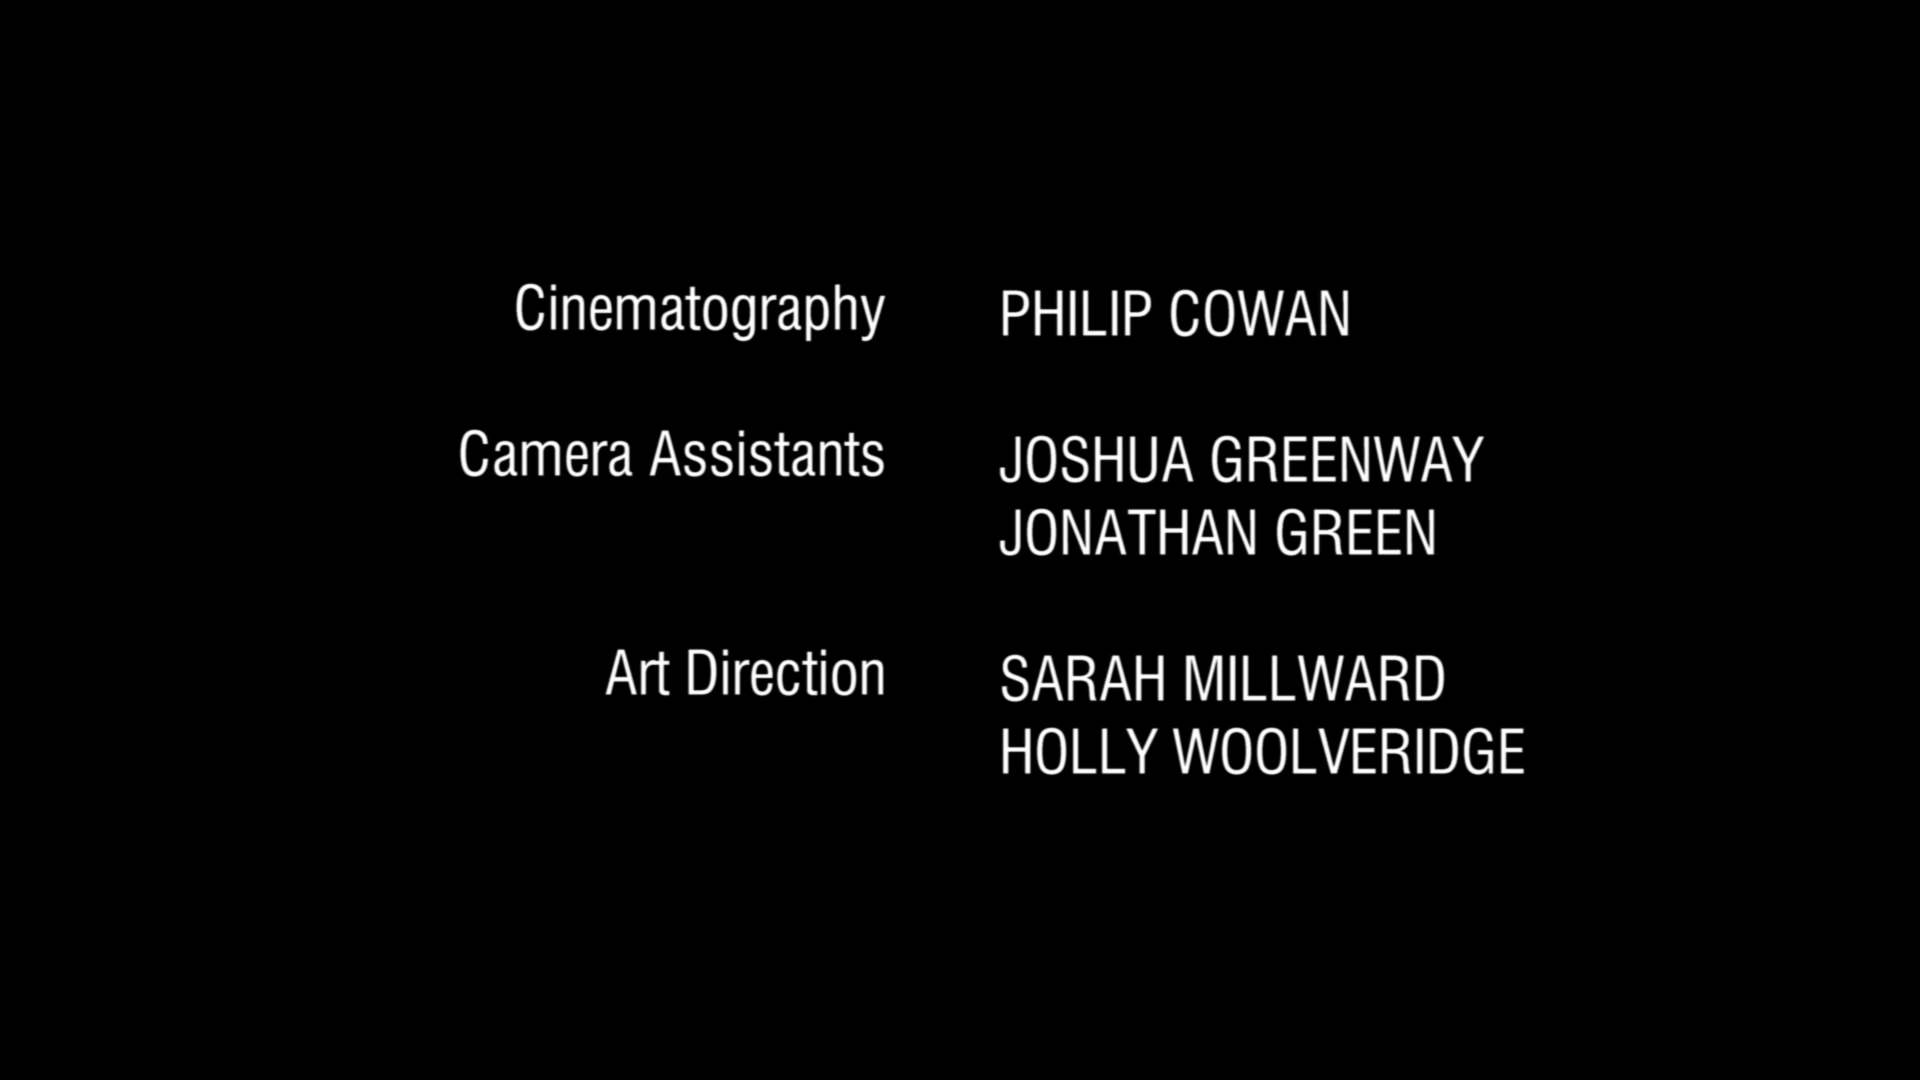 Cinematography PHILIP COWAN
Camera Assistants JOSHUA GREENWAY
JONATHAN GREEN
Art Direction SARAH MILLWARD
HOLLY WOOLVERIDGE